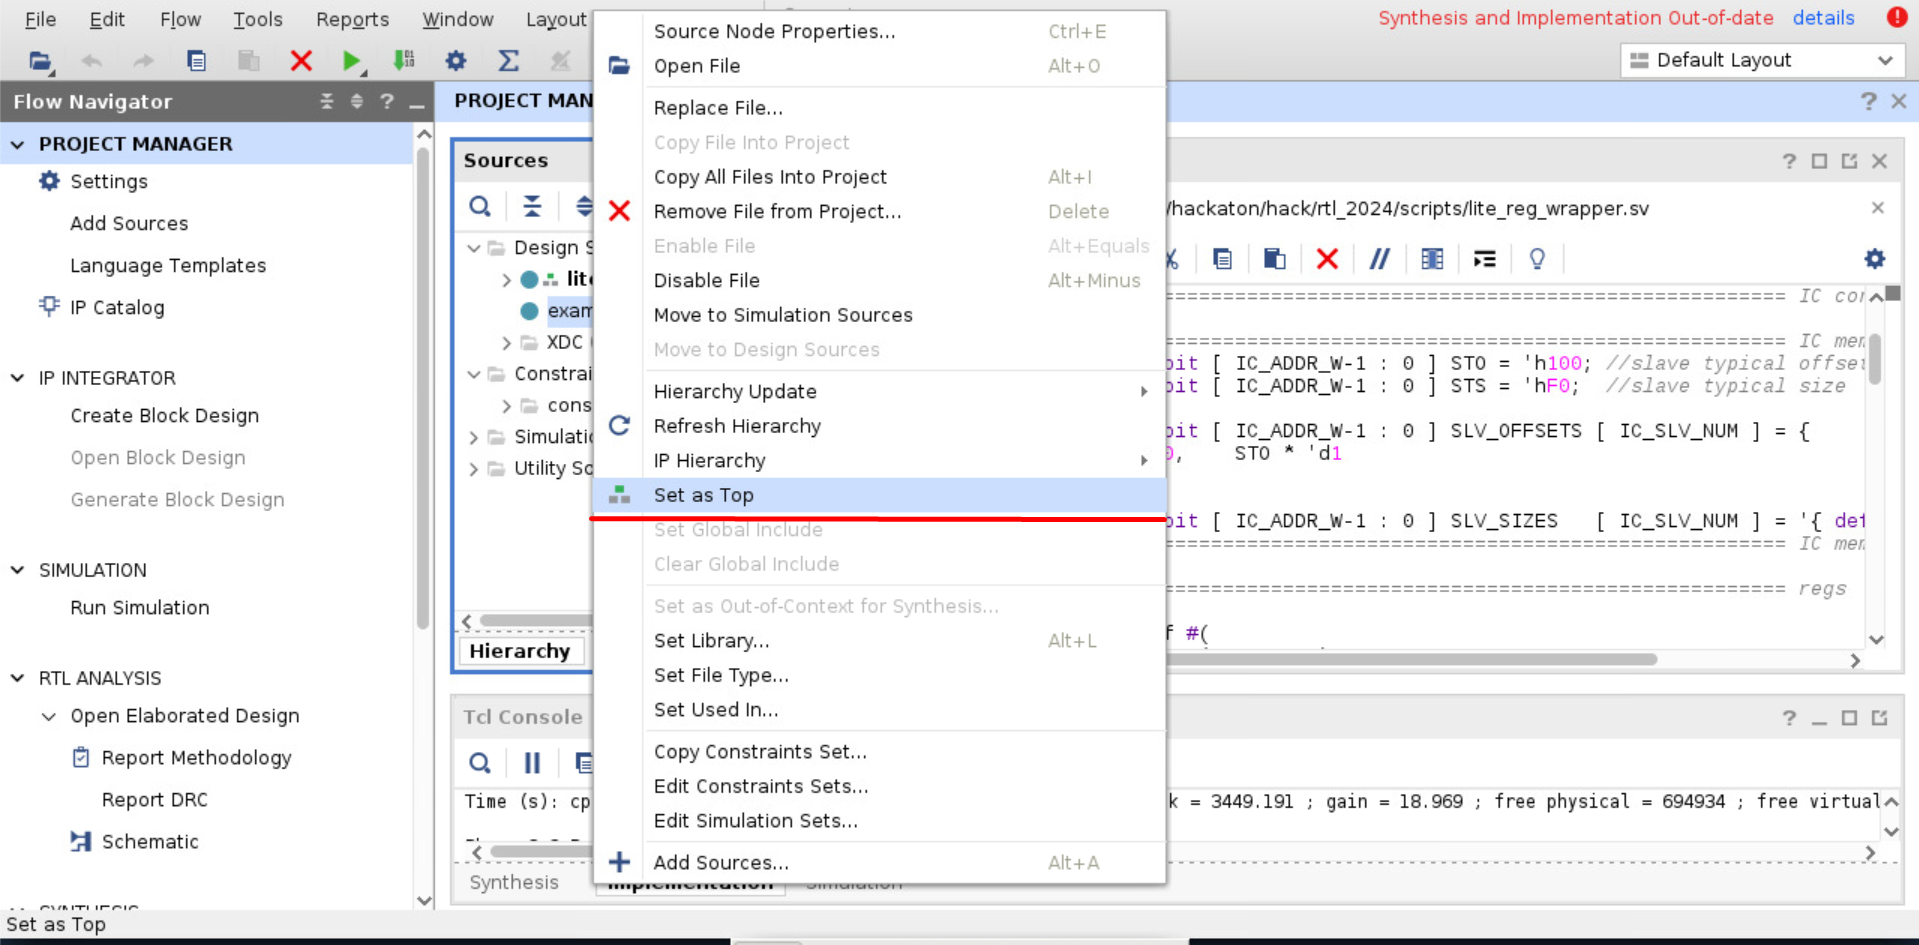 File Edit Flow Tools Reports Window Layout
Synthesis and Implementation Out-of-date details
Default Layout
Flow Navigator ? _
PROJECT MANAGER
Settings
Add Sources
Language Templates
IP Catalog
IP INTEGRATOR
Create Block Design
Open Block Design
Generate Block Design
SIMULATION
Run Simulation
RTL ANALYSIS
Open Elaborated Design
Report Methodology
Report DRC
Schematic
SYNTHESIS
Set as Top
PROJECT MAN
Sources
Design S
lite
exam
XDC (
Constrai
cons
Simulatio
Utility So
Hierarchy
Source Node Properties... Ctrl+E
Open File Alt+O
Replace File...
Copy File Into Project
Copy All Files Into Project Alt+I
Remove File from Project... Delete
Enable File Alt+Equals
Disable File Alt+Minus
Move to Simulation Sources
Move to Design Sources
Hierarchy Update
Refresh Hierarchy
IP Hierarchy
Set as Top
Set Global Include
Clear Global Include
Set as Out-of-Context for Synthesis...
Set Library... Alt+L
Set File Type...
Set Used In...
Copy Constraints Set...
Edit Constraints Sets...
Edit Simulation Sets...
Add Sources... Alt+A
/hackaton/hack/rtl_2024/scripts/lite_reg_wrapper.sv
====================================================== IC con
====================================================== IC mem
bit [ IC_ADDR_W-1 : 0 ] STO = 'h100; //slave typical offset
bit [ IC_ADDR_W-1 : 0 ] STS = 'hF0; //slave typical size
bit [ IC_ADDR_W-1 : 0 ] SLV_OFFSETS [ IC_SLV_NUM ] = {
0, STO * 'd1
bit [ IC_ADDR_W-1 : 0 ] SLV_SIZES [ IC_SLV_NUM ] = '{ def
====================================================== IC mem
====================================================== regs
f #(
Tcl Console
Time (s): cp
k = 3449.191 ; gain = 18.969 ; free physical = 694934 ; free virtual
Synthesis Implementation Simulation